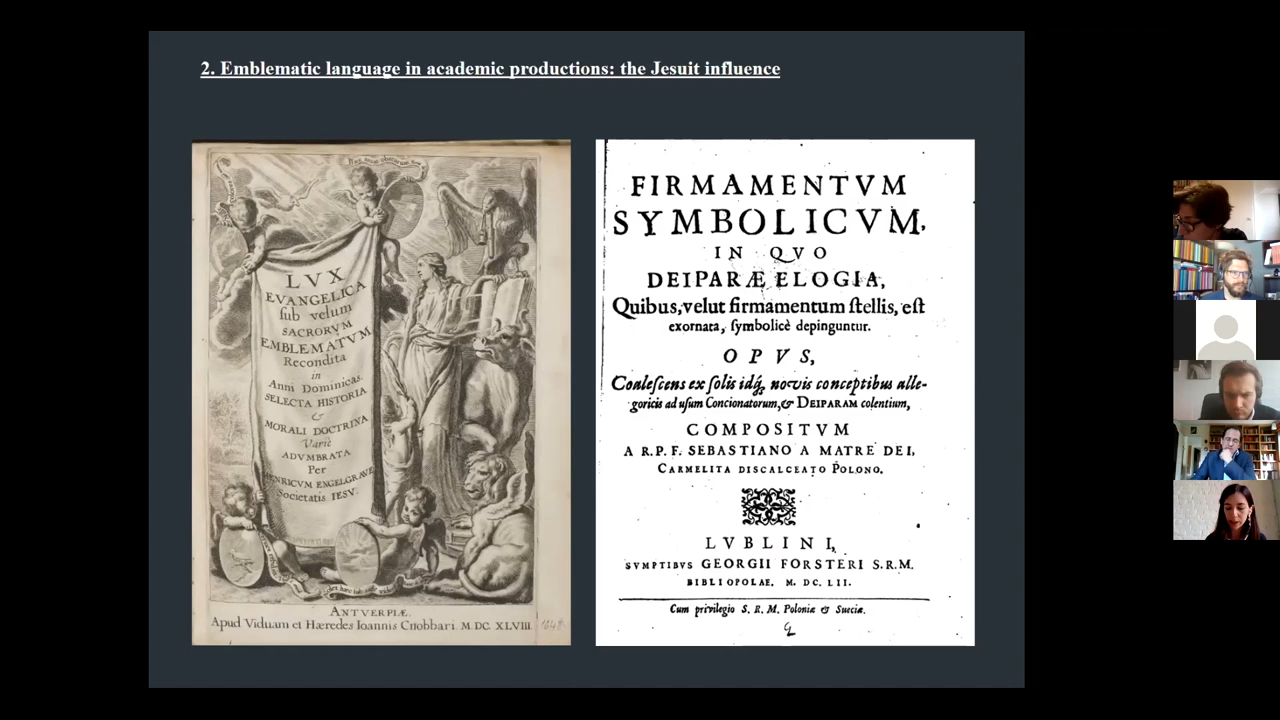 2. Emblematic language in academic productions: the Jesuit influence
LVX
EVANGELICA
sub velum
SACRORVM
EMBLEMATVM
Recondita
in
Anni Dominicas.
SELECTA HISTORIA
&
MORALI DOCTRINA
Varie
ADVMBRATA
Per
HENRICVM ENGELGRAVE
Societatis IESV.
ANTVERPIÆ.
Apud Viduam et Hæredes Ioannis Cnobbari. M DC. XLVIII.
1648
FIRMAMENTVM
SYMBOLICVM,
IN QVO
DEIPARÆ ELOGIA,
Quibus, velut firmamentum ſtellis, eſt
exornata, ſymbolicè depinguntur.
OPVS,
Coaleſcens ex ſolis idq́, novis conceptibus alle-
goricis ad uſum Concionatorum, & DEIPARAM colentium,
COMPOSITVM
A R. P. F. SEBASTIANO A MATRE DEI,
CARMELITA DISCALCEATO POLONO.
LVBLINI,
SVMPTIBVS GEORGII FORSTERI S.R.M.
BIBLIOPOLAE. M. DC. LII.
Cum privilegio S. R. M. Poloniæ & Sueciæ.